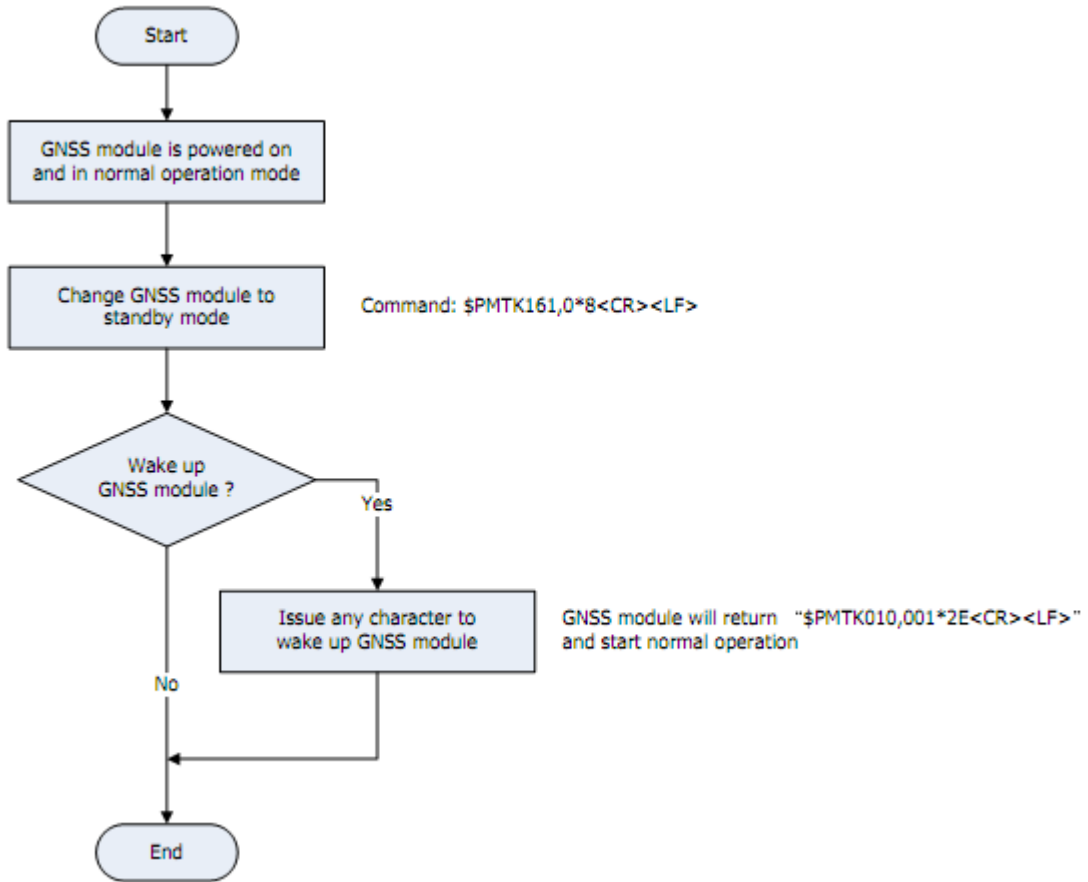 Start
GNSS module is powered on
and in normal operation mode
Change GNSS module to
standby mode
Command: $PMTK161,0*8<CR><LF>
Wake up
GNSS module ?
Yes
Issue any character to
wake up GNSS module
GNSS module will return “$PMTK010,001*2E<CR><LF>”
and start normal operation
No
End